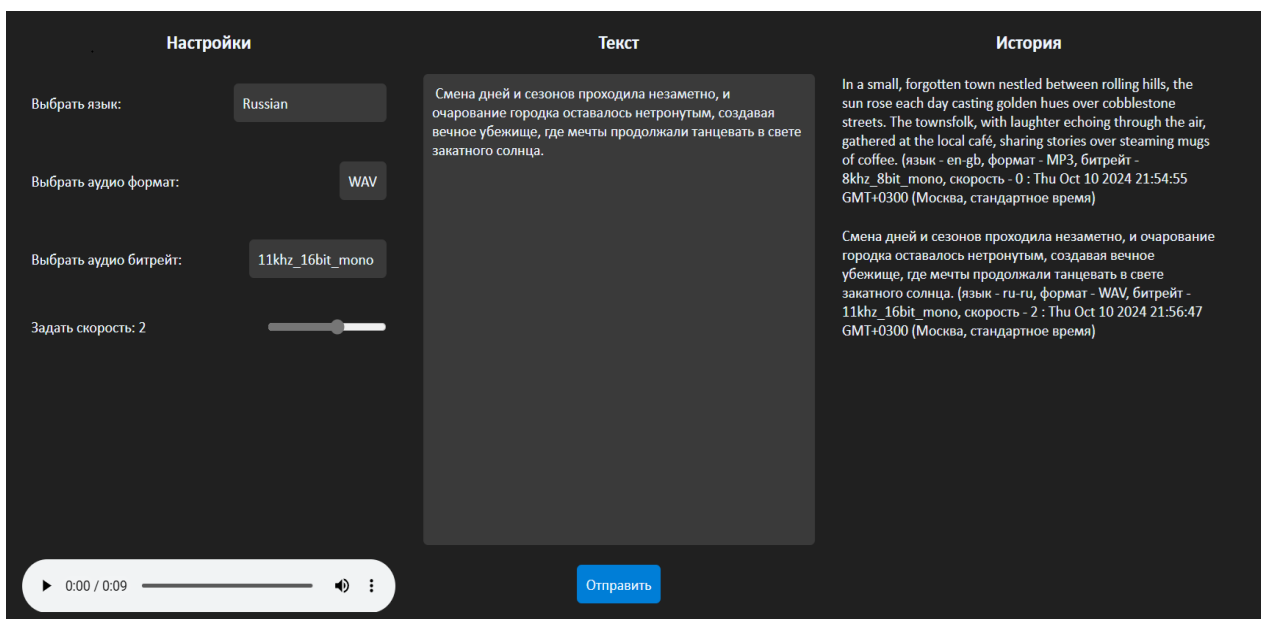 Настройки
Выбрать язык:
Russian
Выбрать аудио формат:
WAV
Выбрать аудио битрейт:
11khz_16bit_mono
Задать скорость: 2
0:00 / 0:09
Текст
Смена дней и сезонов проходила незаметно, и
очарование городка оставалось нетронутым, создавая
вечное убежище, где мечты продолжали танцевать в свете
закатного солнца.
Отправить
История
In a small, forgotten town nestled between rolling hills, the
sun rose each day casting golden hues over cobblestone
streets. The townsfolk, with laughter echoing through the air,
gathered at the local café, sharing stories over steaming mugs
of coffee. (язык - en-gb, формат - MP3, битрейт -
8khz_8bit_mono, скорость - 0 : Thu Oct 10 2024 21:54:55
GMT+0300 (Москва, стандартное время)
Смена дней и сезонов проходила незаметно, и очарование
городка оставалось нетронутым, создавая вечное
убежище, где мечты продолжали танцевать в свете
закатного солнца. (язык - ru-ru, формат - WAV, битрейт -
11khz_16bit_mono, скорость - 2 : Thu Oct 10 2024 21:56:47
GMT+0300 (Москва, стандартное время)